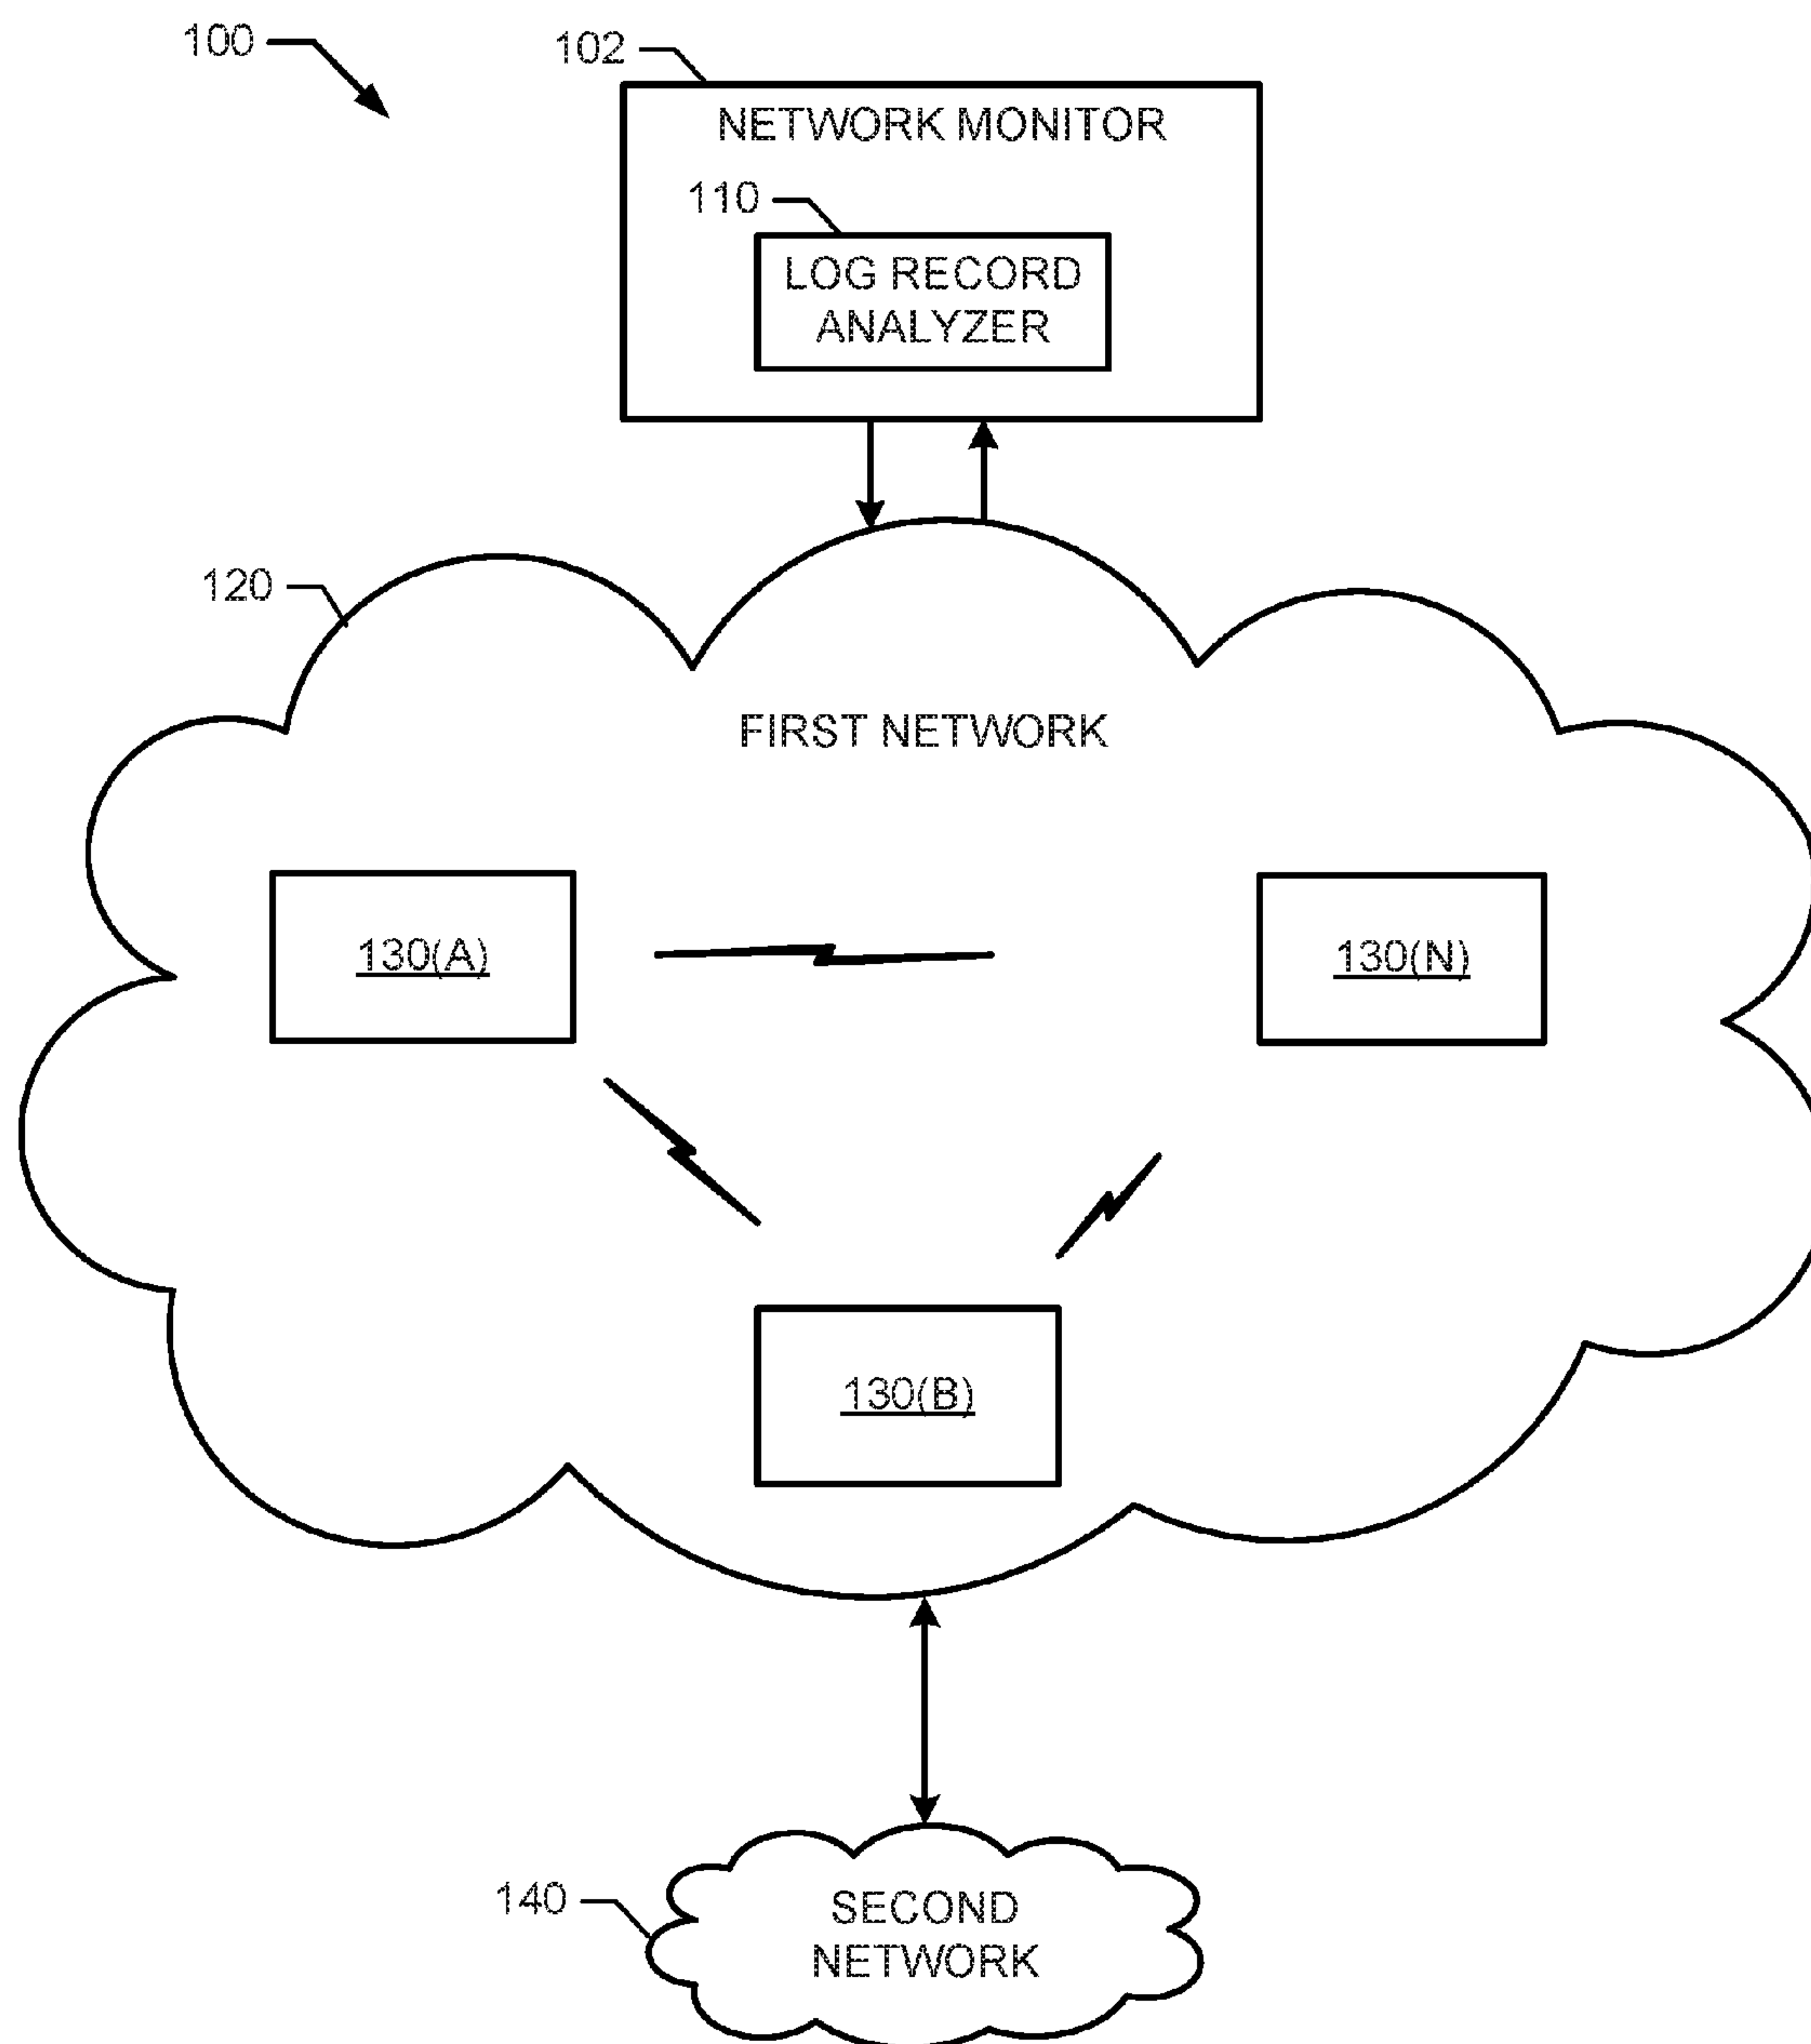 100
102
NETWORK MONITOR
110
LOG RECORD
ANALYZER
120
FIRST NETWORK
130(A)
130(N)
130(B)
140
SECOND
NETWORK